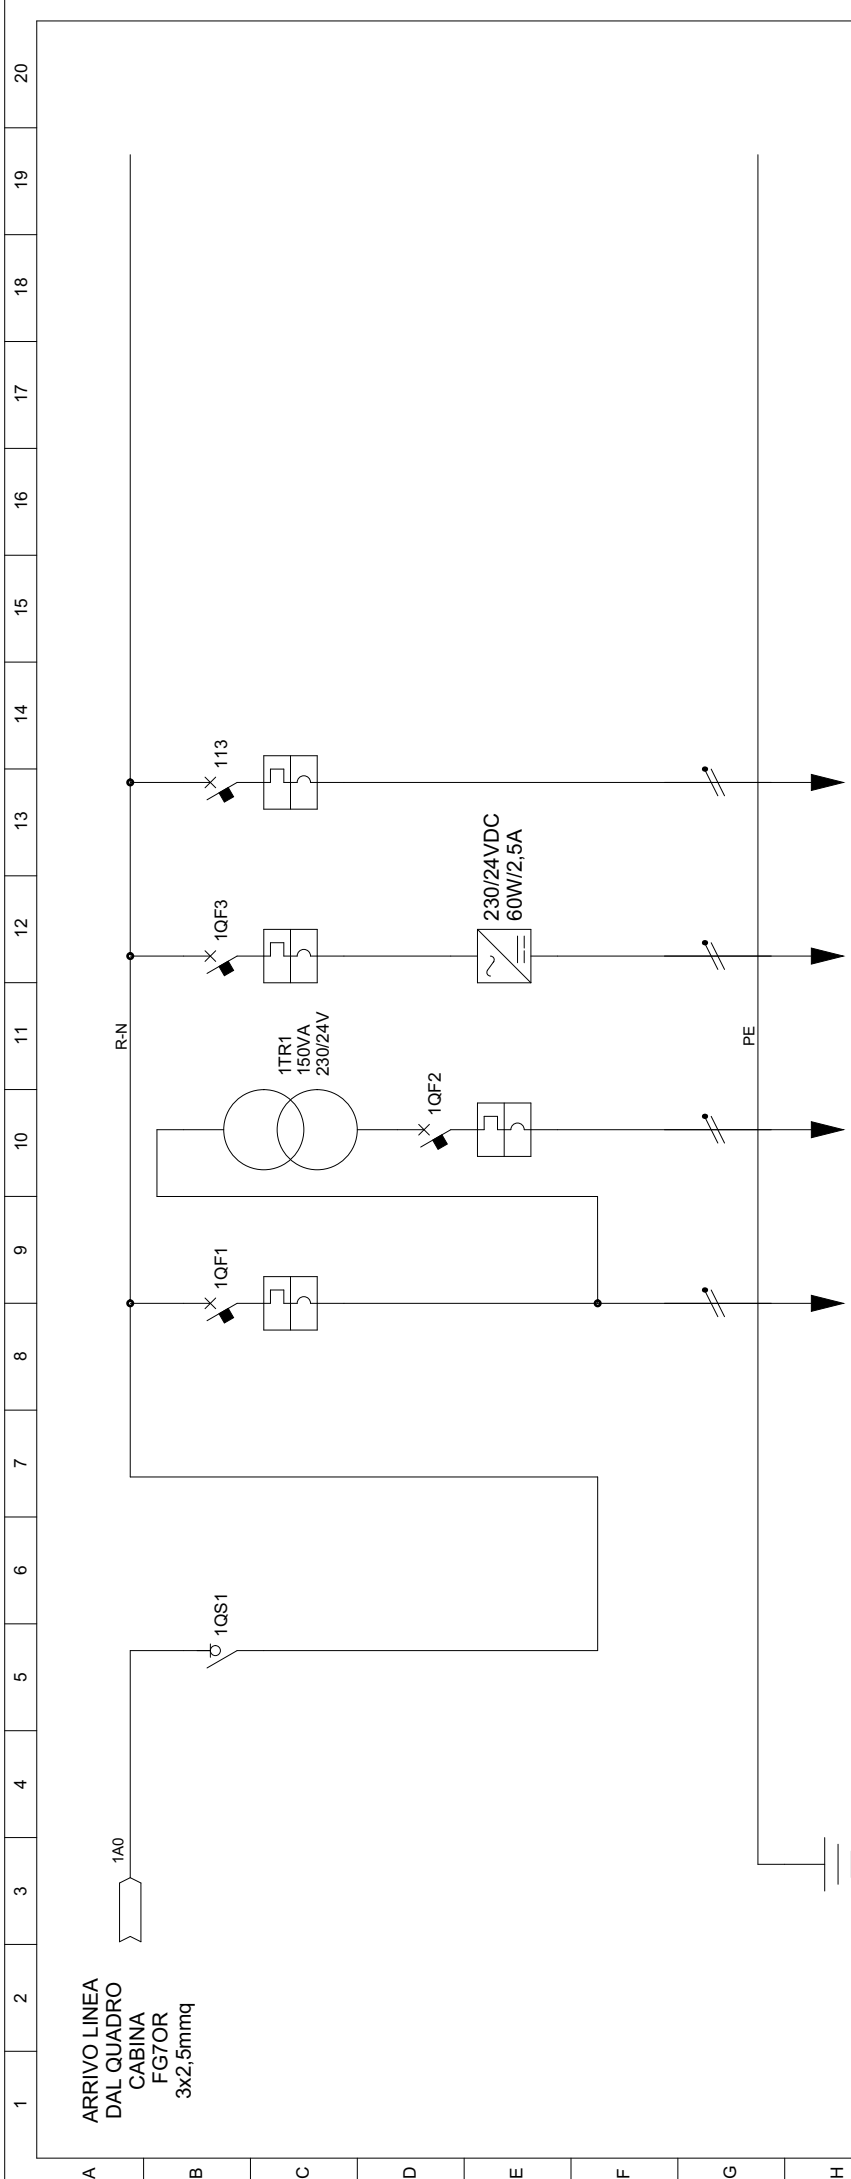 1
2
3
4
5
6
7
8
9
10
11
12
13
14
15
16
17
18
19
20
A
B
C
D
E
F
G
H
ARRIVO LINEA
DAL QUADRO
CABINA
FG7OR
3x2,5mmq
1A0
1QS1
R-N
1QF1
1TR1
150VA
230/24V
1QF2
1QF3
230/24VDC
60W/2,5A
113
PE